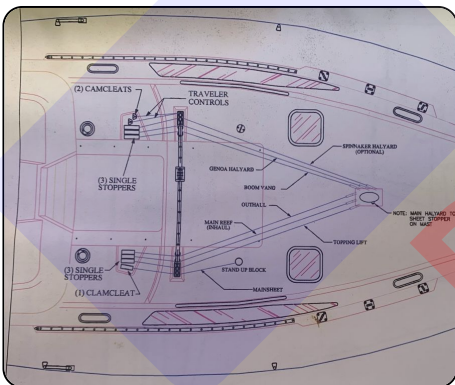 (2) CAMCLEATS
TRAVELER
CONTROLS
(3) SINGLE
STOPPERS
SPINNAKER HALYARD
(OPTIONAL)
GENOA HALYARD
BOOM VANG
OUTHALL
MAIN REEF
(INHAUL)
NOTE: MAIN HALYARD TO
SHEET STOPPER
ON MAST
TOPPING LIFT
STAND UP BLOCK
(3) SINGLE
STOPPERS
MAINSHEET
(1) CLAMCLEAT